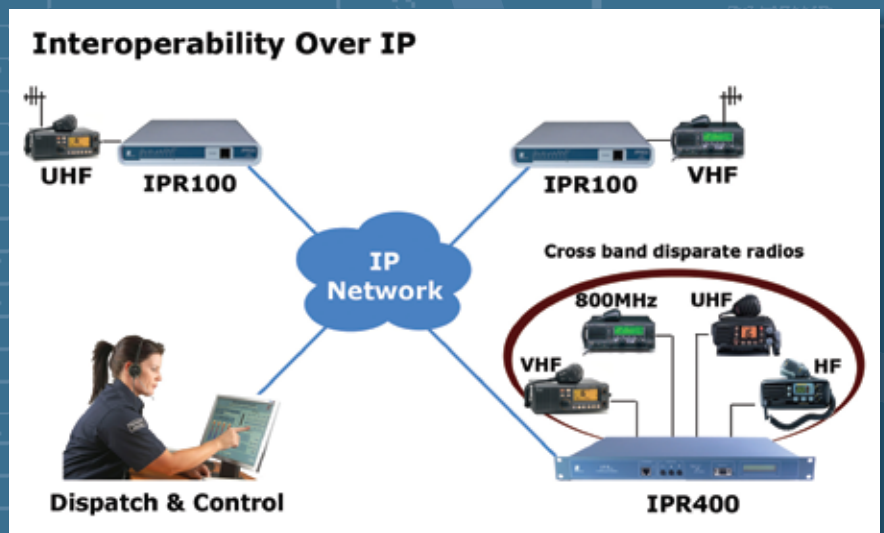 Interoperability Over IP
UHF
IPR100
IPR100
VHF
IP
Network
Cross band disparate radios
800MHz
UHF
VHF
HF
Dispatch & Control
IPR400